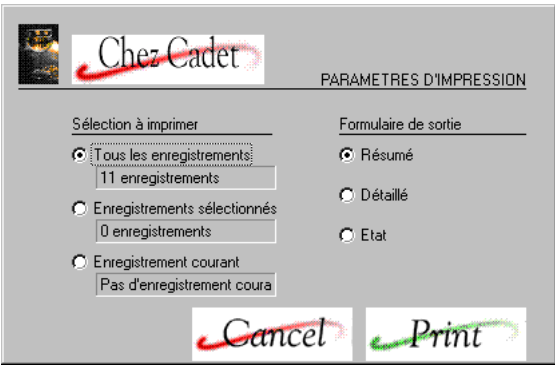 Chez Cadet
PARAMETRES D'IMPRESSION
Sélection à imprimer
Tous les enregistrements
11 enregistrements
Enregistrements sélectionnés
0 enregistrements
Enregistrement courant
Pas d'enregistrement coura
Formulaire de sortie
Résumé
Détaillé
Etat
Cancel
Print